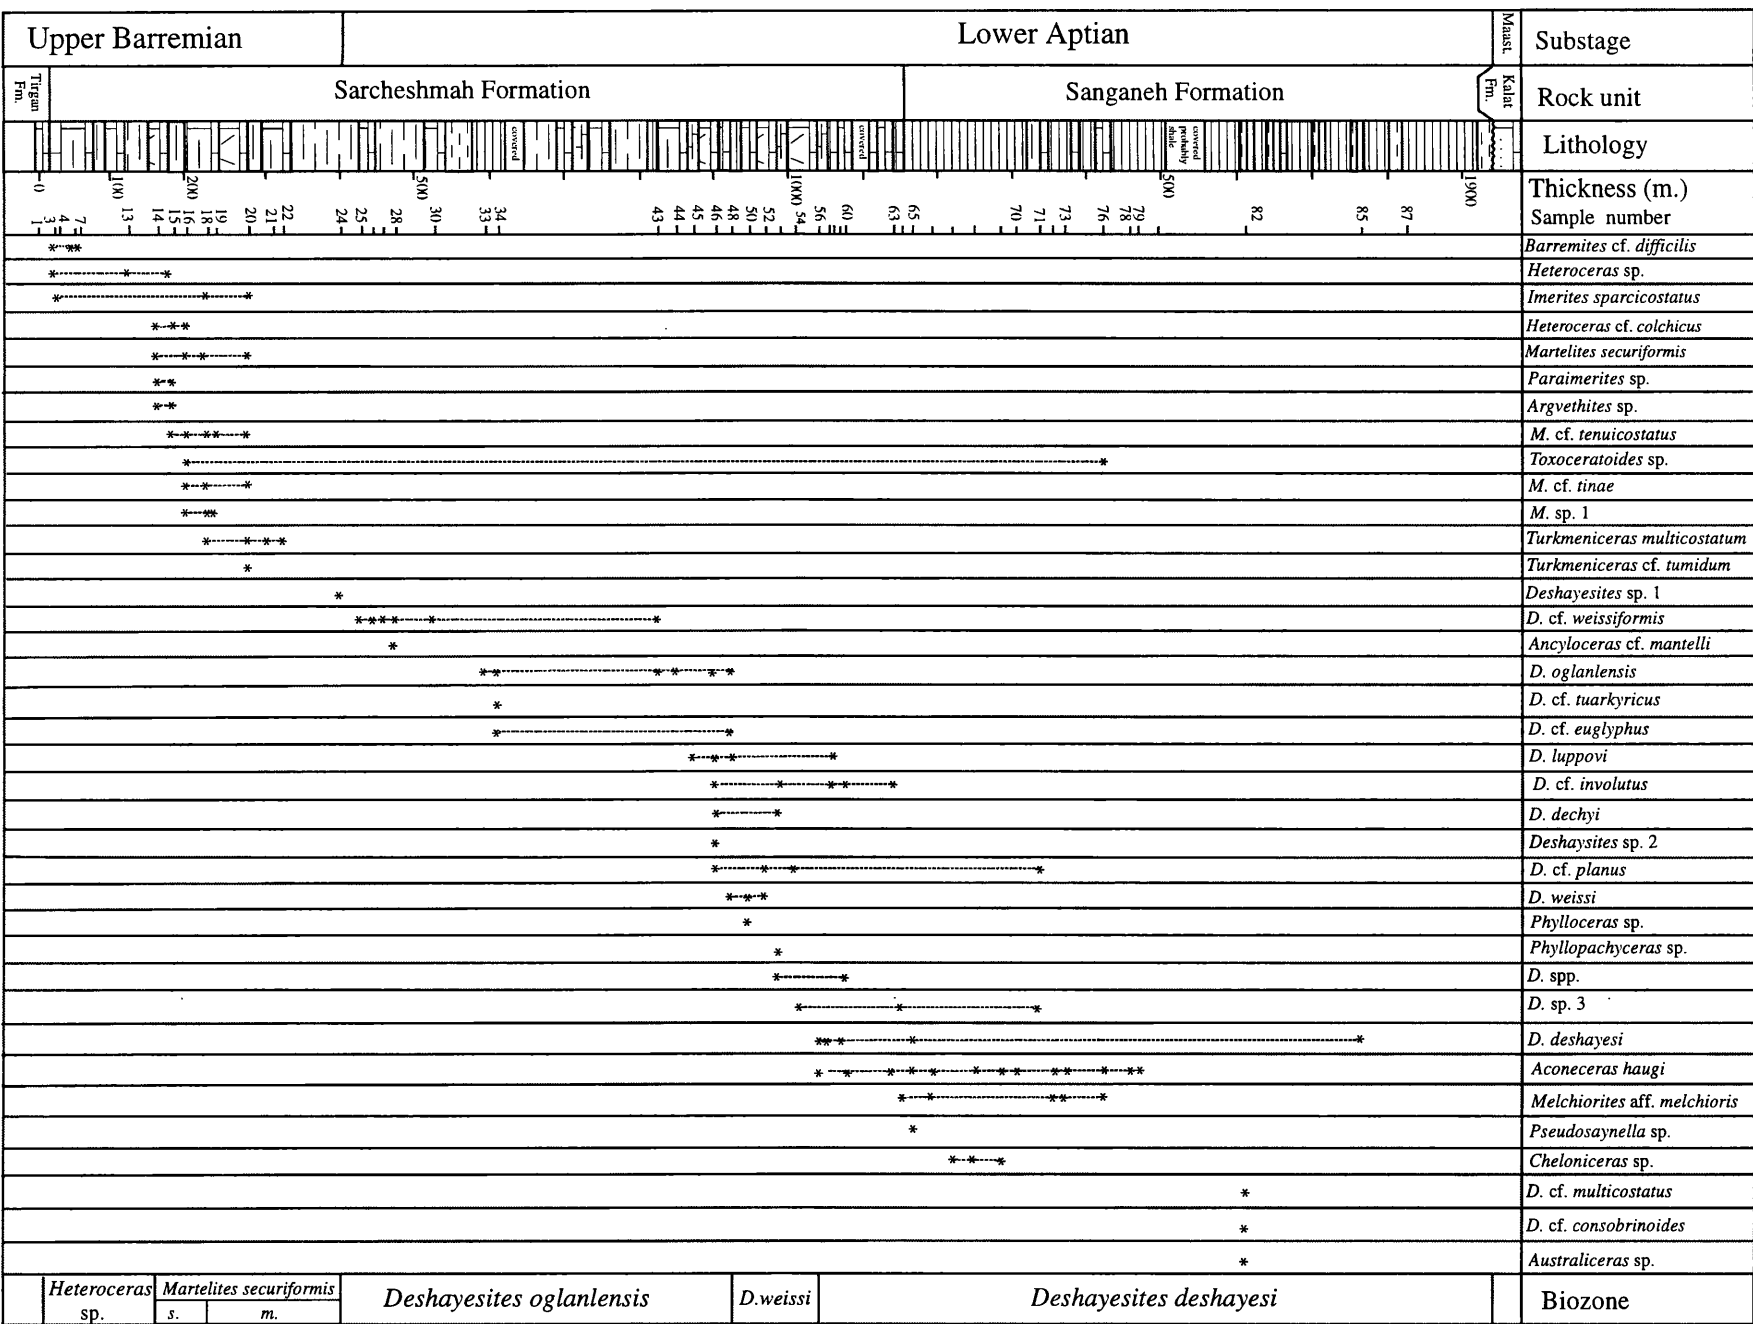 Upper Barremian Lower Aptian Maast. Substage
Tirgan Fm. Sarcheshmah Formation Sanganeh Formation Kalat Fm. Rock unit
covered covered covered probably shale Lithology
0 100 200 500 1000 500 1900 Thickness (m.)
1 3 4 7 13 14 15 16 18 19 20 21 22 24 25 28 30 33 34 43 44 45 46 48 50 52 54 56 60 63 65 70 71 73 76 78 79 82 85 87 Sample number
Barremites cf. difficilis
Heteroceras sp.
Imerites sparcicostatus
Heteroceras cf. colchicus
Martelites securiformis
Paraimerites sp.
Argvethites sp.
M. cf. tenuicostatus
Toxoceratoides sp.
M. cf. tinae
M. sp. 1
Turkmeniceras multicostatum
Turkmeniceras cf. tumidum
Deshayesites sp. 1
D. cf. weissiformis
Ancyloceras cf. mantelli
D. oglanlensis
D. cf. tuarkyricus
D. cf. euglyphus
D. luppovi
D. cf. involutus
D. dechyi
Deshaysites sp. 2
D. cf. planus
D. weissi
Phylloceras sp.
Phyllopachyceras sp.
D. spp.
D. sp. 3
D. deshayesi
Aconeceras haugi
Melchiorites aff. melchioris
Pseudosaynella sp.
Cheloniceras sp.
D. cf. multicostatus
D. cf. consobrinoides
Australiceras sp.
Heteroceras Martelites securiformis Deshayesites oglanlensis D.weissi Deshayesites deshayesi Biozone
sp. s. m.